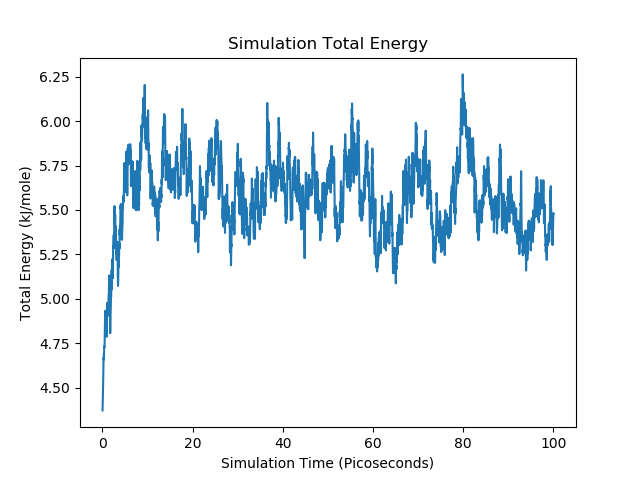 Simulation Total Energy
Total Energy (kJ/mole)
6.25
6.00
5.75
5.50
5.25
5.00
4.75
4.50
0 20 40 60 80 100
Simulation Time (Picoseconds)